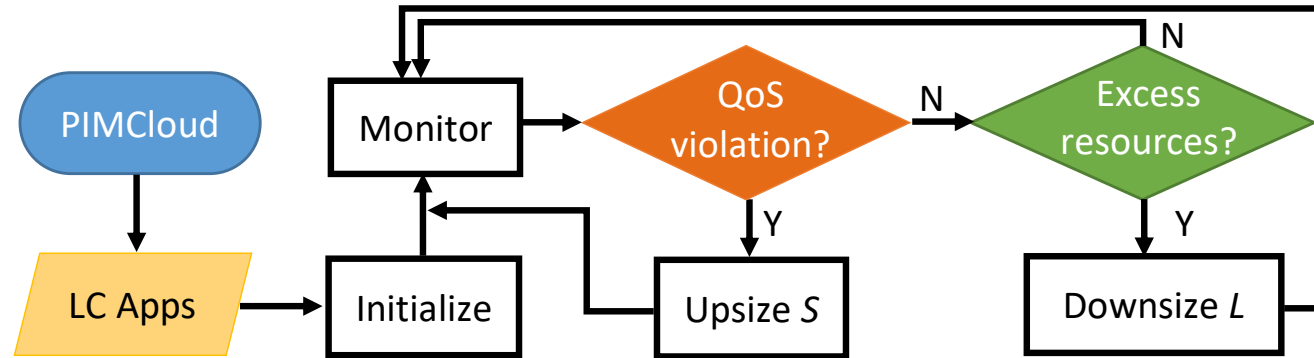 N
PIMCloud
Monitor
QoS
violation?
N
Excess
resources?
Y
Y
LC Apps
Initialize
Upsize S
Downsize L